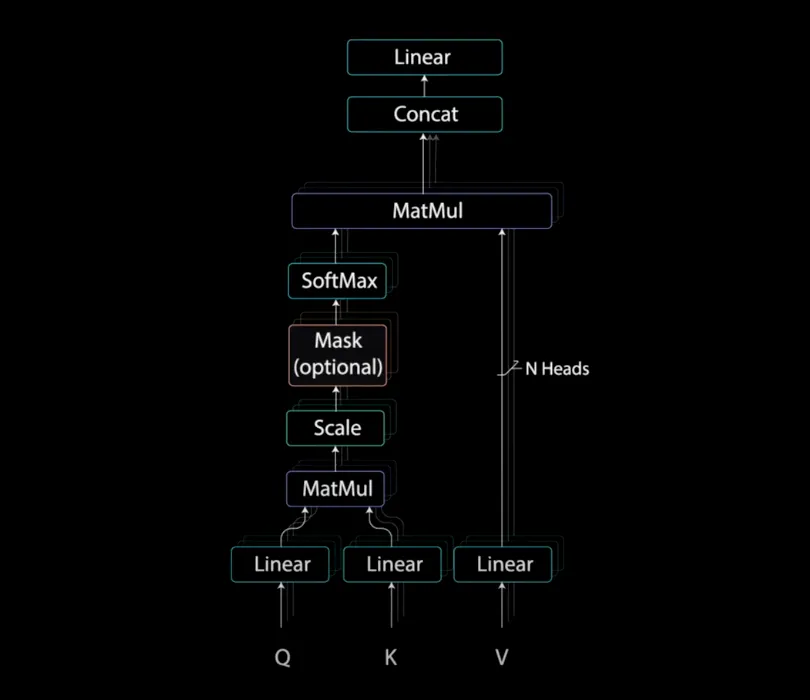 Linear
Concat
MatMul
SoftMax
Mask
(optional)
N Heads
Scale
MatMul
Linear Linear Linear
Q K V